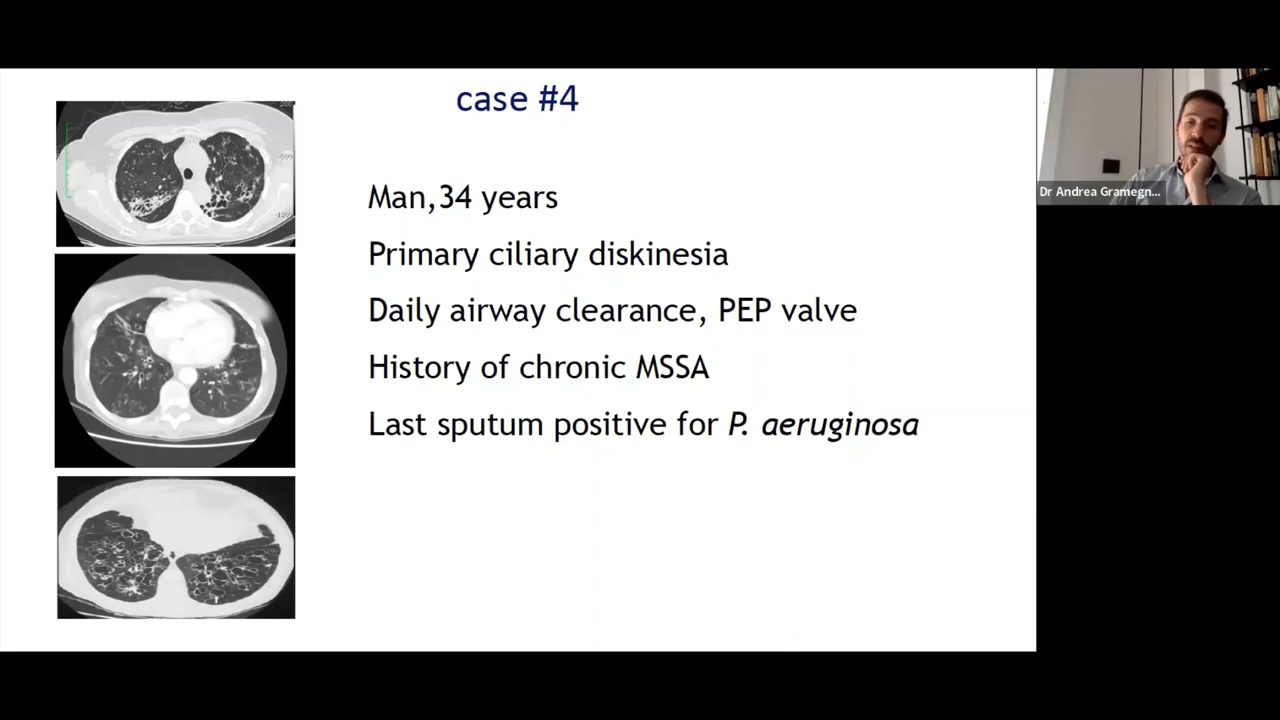 case #4
Man,34 years
Primary ciliary diskinesia
Daily airway clearance, PEP valve
History of chronic MSSA
Last sputum positive for P. aeruginosa
Dr Andrea Gramegn...